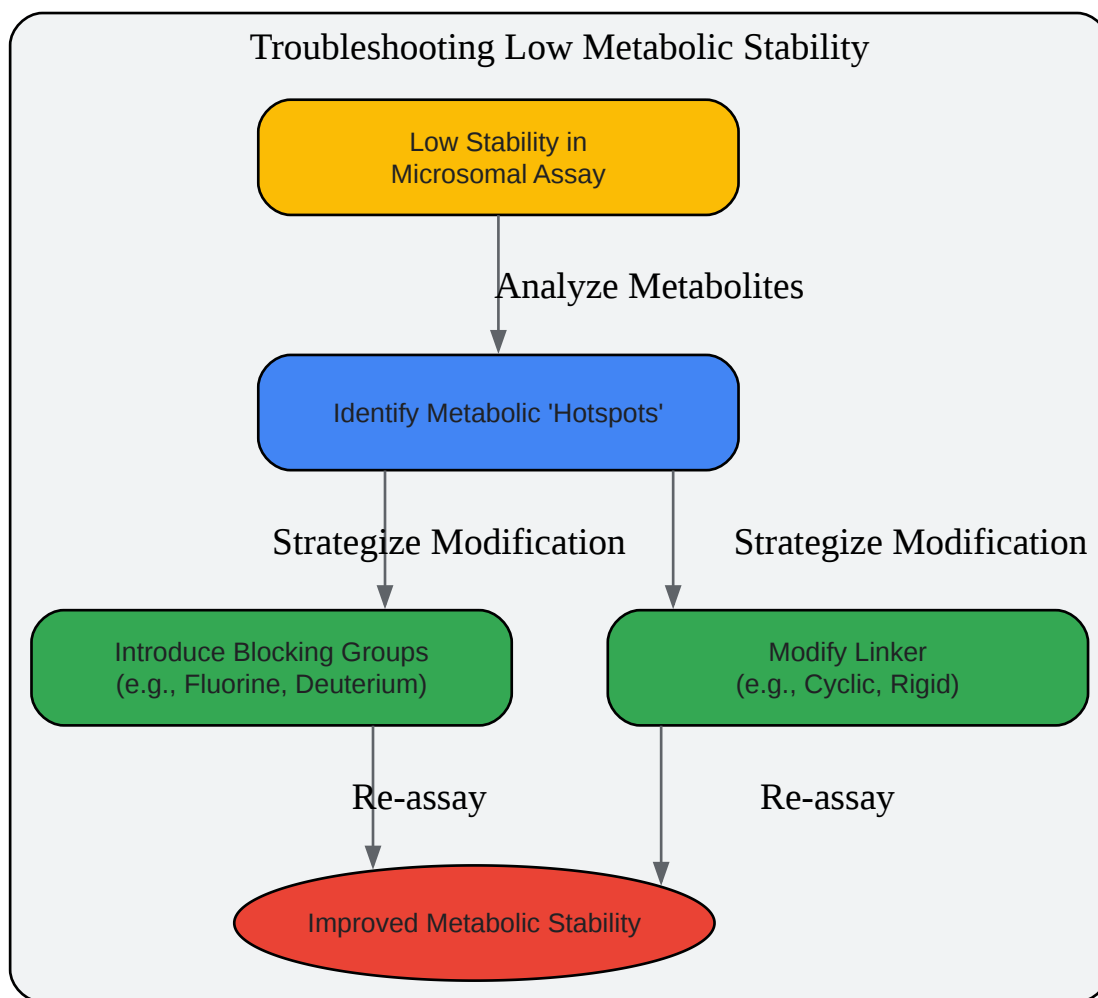 Troubleshooting Low Metabolic Stability
Low Stability in
Microsomal Assay
Analyze Metabolites
Identify Metabolic 'Hotspots'
Strategize Modification
Strategize Modification
Introduce Blocking Groups
(e.g., Fluorine, Deuterium)
Modify Linker
(e.g., Cyclic, Rigid)
Re-assay
Re-assay
Improved Metabolic Stability